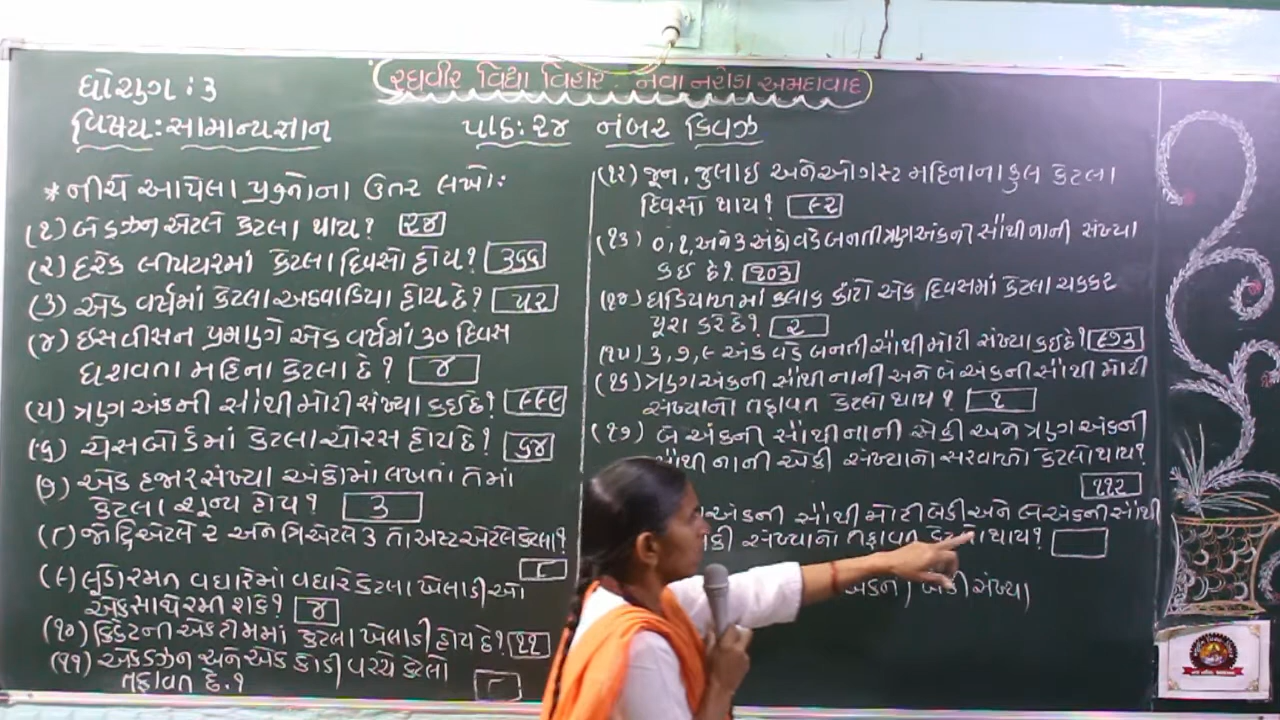 રઘુવીર વિદ્યા વિહાર - નવા નરોડા અમદાવાદ
ધોરણ : ૩
વિષય : સામાન્યજ્ઞાન
પાઠ : ૨૪ નંબર ક્વિઝ
* નીચે આપેલા પ્રશ્નોના ઉત્તર લખો :
(૧) બે ડઝન એટલે કેટલા થાય? ૨૪
(૨) દરેક લીપયરમાં કેટલા દિવસો હોય? ૩૬૬
(૩) એક વર્ષમાં કેટલા અઠવાડિયા હોય છે? ૫૨
(૪) ઇસવીસન પ્રમાણે એક વર્ષમાં ૩૦ દિવસ
ધરાવતા મહિના કેટલા છે? ૪
(૫) ત્રણ અંકની સૌથી મોટી સંખ્યા કઇ છે? ૯૯૯
(૬) ચેસબોર્ડમાં કેટલા ચોરસ હોય છે? ૬૪
(૭) એક હજાર સંખ્યા અંકોમાં લખતા તેમાં
કેટલા શૂન્ય હોય? ૩
(૮) જો દ્વિ એટલે ૨ અને ત્રિ એટલે ૩ તો અષ્ટ એટલે કેટલા?
૮
(૯) લૂડો રમત વધારેમાં વધારે કેટલા ખેલાડીઓ
એકસાથે રમી શકે? ૪
(૧૦) ક્રિકેટની એક ટીમમાં કેટલા ખેલાડી હોય છે? ૧૧
(૧૧) એક ડઝન અને એક કોડી વચ્ચે કેટલો
તફાવત છે.? ૮
(૧૨) જૂન, જુલાઇ અને ઓગસ્ટ મહિનાના કુલ કેટલા
દિવસો થાય? ૯૨
(૧૩) ૦,૧, અને ૩ અંકો વડે બનતી ત્રણ અંકની સૌથી નાની સંખ્યા
કઇ છે? ૧૦૩
(૧૪) ઘડિયાળમાં કલાક કાંટો એક દિવસમાં કેટલા ચક્કર
પૂરા કરે છે? ૨
(૧૫) ૩,૭,૯ અંક વડે બનતી સૌથી મોટી સંખ્યા કઇ છે? ૯૭૩
(૧૬) ત્રણ અંકની સૌથી નાની અને બે અંકની સૌથી મોટી
સંખ્યાનો તફાવત કેટલો થાય? ૧
(૧૭) બે અંકની સૌથી નાની એકી અને ત્રણ અંકની
સૌથી નાની એકી સંખ્યાનો સરવાળો કેટલો થાય?
૧૧૨
અંકની સૌથી મોટી બેકી અને બે અંકની સૌથી
સંખ્યાનો તફાવત કેટલો થાય?
અંકની બેકી સંખ્યા